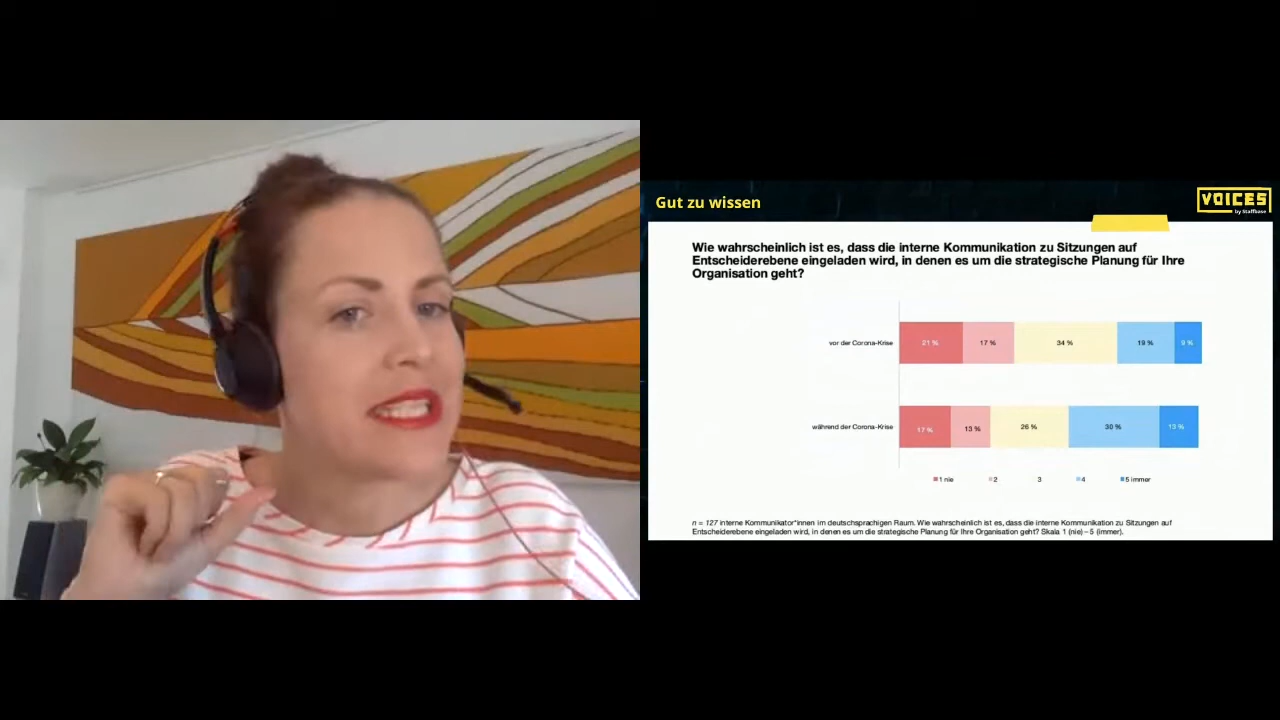 Gut zu wissen
VOICES
by Staffbase
Wie wahrscheinlich ist es, dass die interne Kommunikation zu Sitzungen auf
Entscheiderebene eingeladen wird, in denen es um die strategische Planung für Ihre
Organisation geht?
vor der Corona-Krise 21 % 17 % 34 % 19 % 9 %
während der Corona-Krise 17 % 13 % 26 % 30 % 13 %
1 nie 2 3 4 5 immer
n = 127 interne Kommunikator*innen im deutschsprachigen Raum. Wie wahrscheinlich ist es, dass die interne Kommunikation zu Sitzungen auf
Entscheiderebene eingeladen wird, in denen es um die strategische Planung für Ihre Organisation geht? Skala 1 (nie) – 5 (immer).